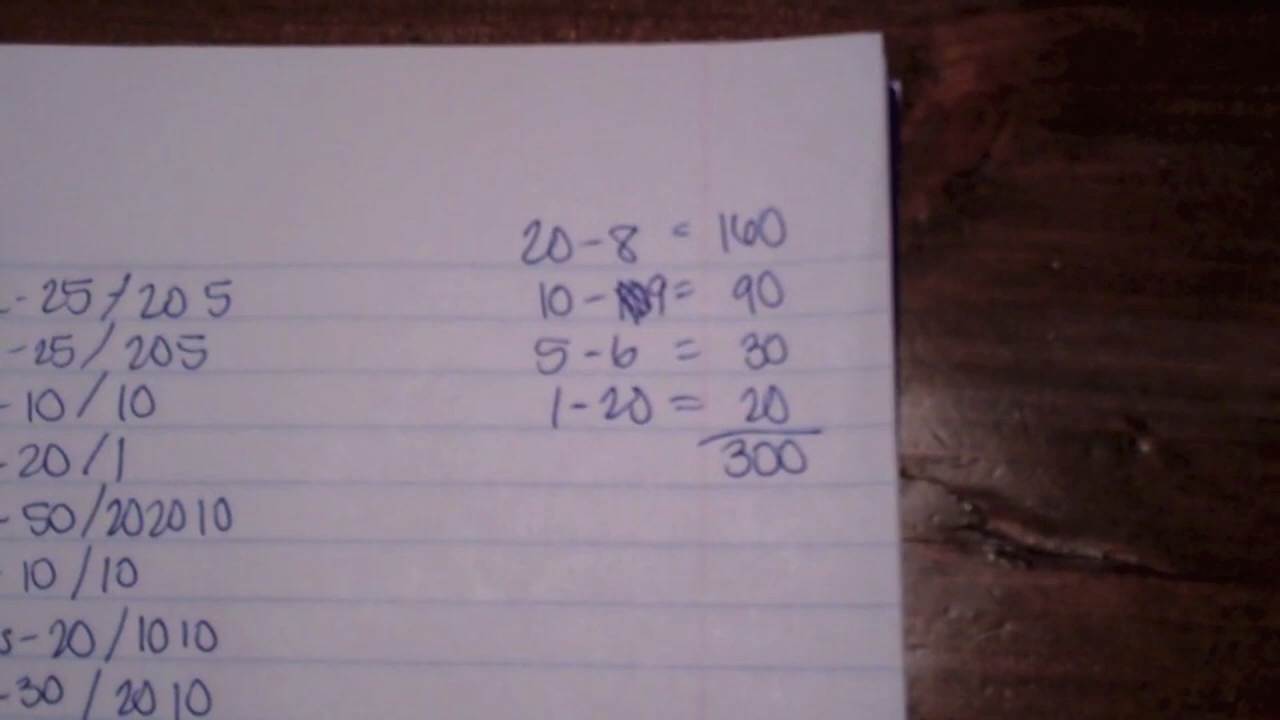 20-8 = 160
10-9= 90
5-6 = 30
1-20 = 20
300
-25/20 5
-25/205
-10/10
-20/1
-50/202010
10/10
s-20/1010
-30/2010